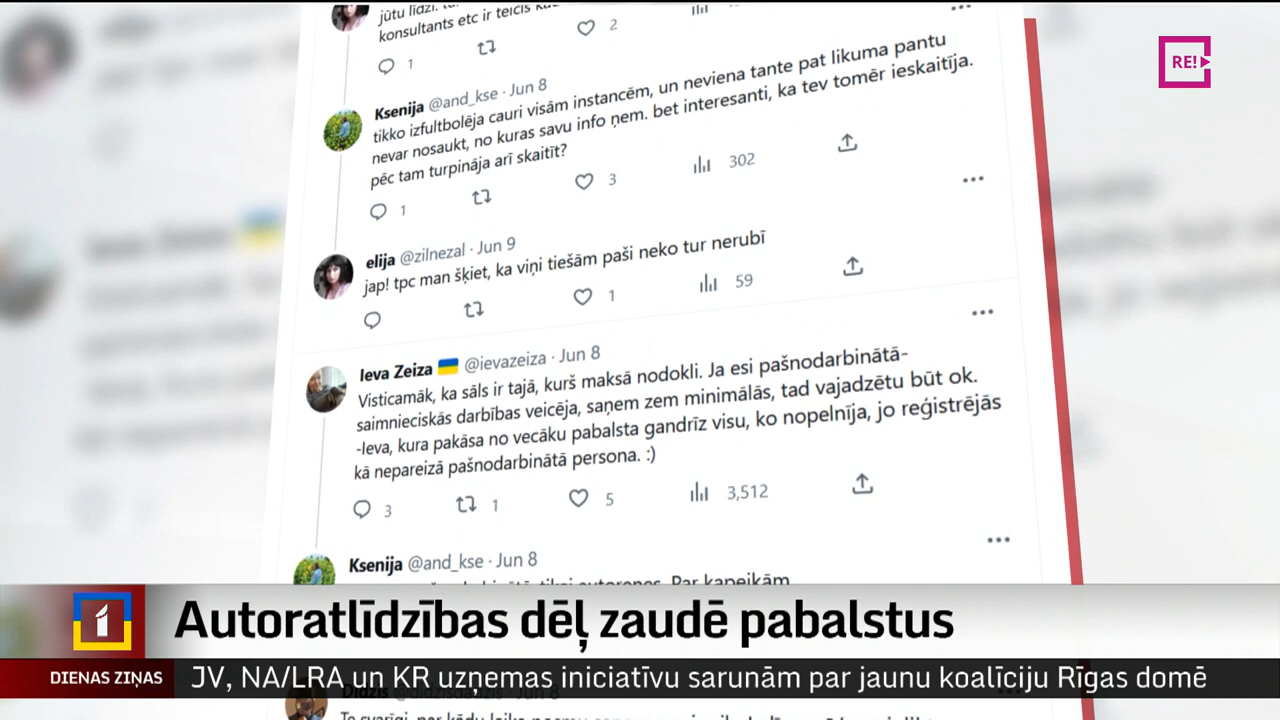 jūtu līdzi.
konsultants etc ir teicis
1
2
RE!
Ksenija @and_kse · Jun 8
tikko izfultbolēja cauri visām instancēm, un neviena tante pat likuma pantu
nevar nosaukt, no kuras savu info ņem. bet interesanti, ka tev tomēr ieskaitīja.
pēc tam turpināja arī skaitīt?
1
3
302
elija @zilnezal · Jun 9
jap! tpc man šķiet, ka viņi tiešām paši neko tur nerubī
1
59
Ieva Zeiza @ievazeiza · Jun 8
Visticamāk, ka sāls ir tajā, kurš maksā nodokli. Ja esi pašnodarbinātā-
saimnieciskās darbības veicēja, saņem zem minimālās, tad vajadzētu būt ok.
-Ieva, kura pakāsa no vecāku pabalsta gandrīz visu, ko nopelnīja, jo reģistrējās
kā nepareizā pašnodarbinātā persona. :)
3
1
5
3,512
Ksenija @and_kse · Jun 8
Par kapeikām
1
Autoratlīdzības dēļ zaudē pabalstus
DIENAS ZIŅAS
JV, NA/LRA un KR uzņemas iniciatīvu sarunām par jaunu koalīciju Rīgas domē